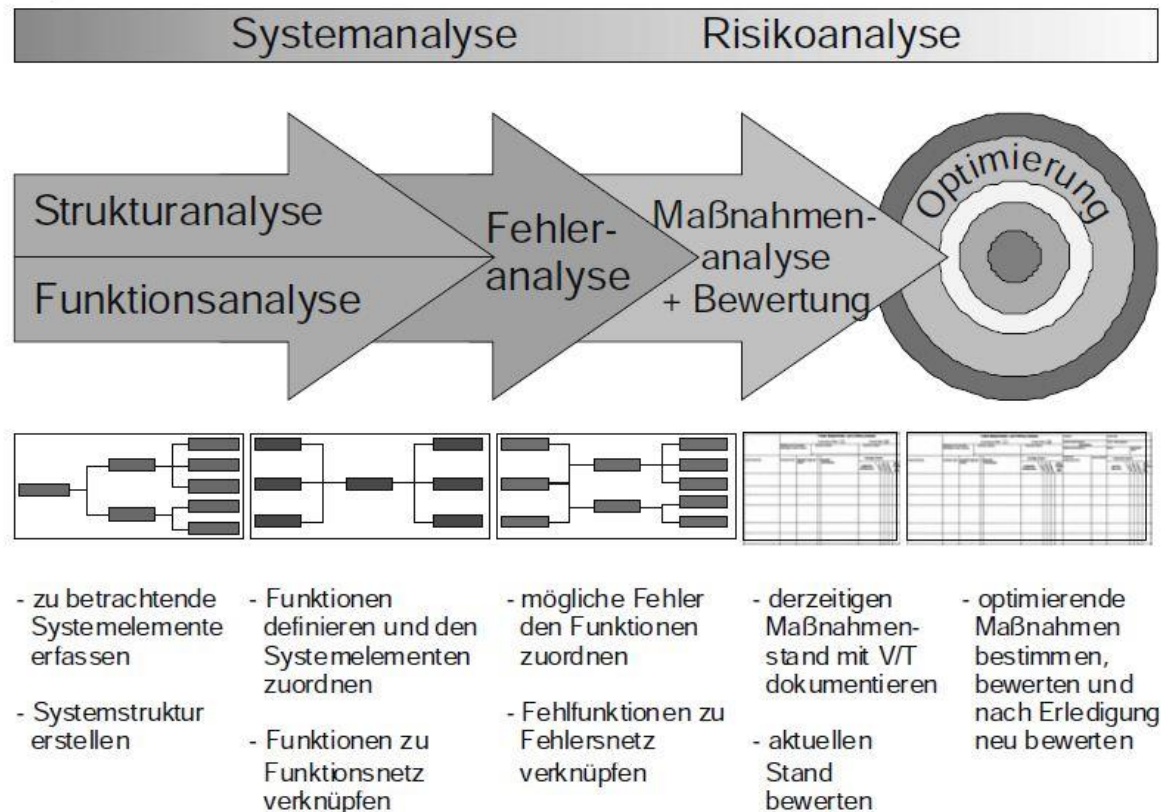 Systemanalyse Risikoanalyse
Strukturanalyse
Funktionsanalyse
Fehler-
analyse
Maßnahmen-
analyse
+ Bewertung
Optimierung
- zu betrachtende
Systemelemente
erfassen
- Systemstruktur
erstellen
- Funktionen
definieren und den
Systemelementen
zuordnen
- Funktionen zu
Funktionsnetz
verknüpfen
- mögliche Fehler
den Funktionen
zuordnen
- Fehlfunktionen zu
Fehlersnetz
verknüpfen
- derzeitigen
Maßnahmen-
stand mit V/T
dokumentieren
- aktuellen
Stand
bewerten
- optimierende
Maßnahmen
bestimmen,
bewerten und
nach Erledigung
neu bewerten